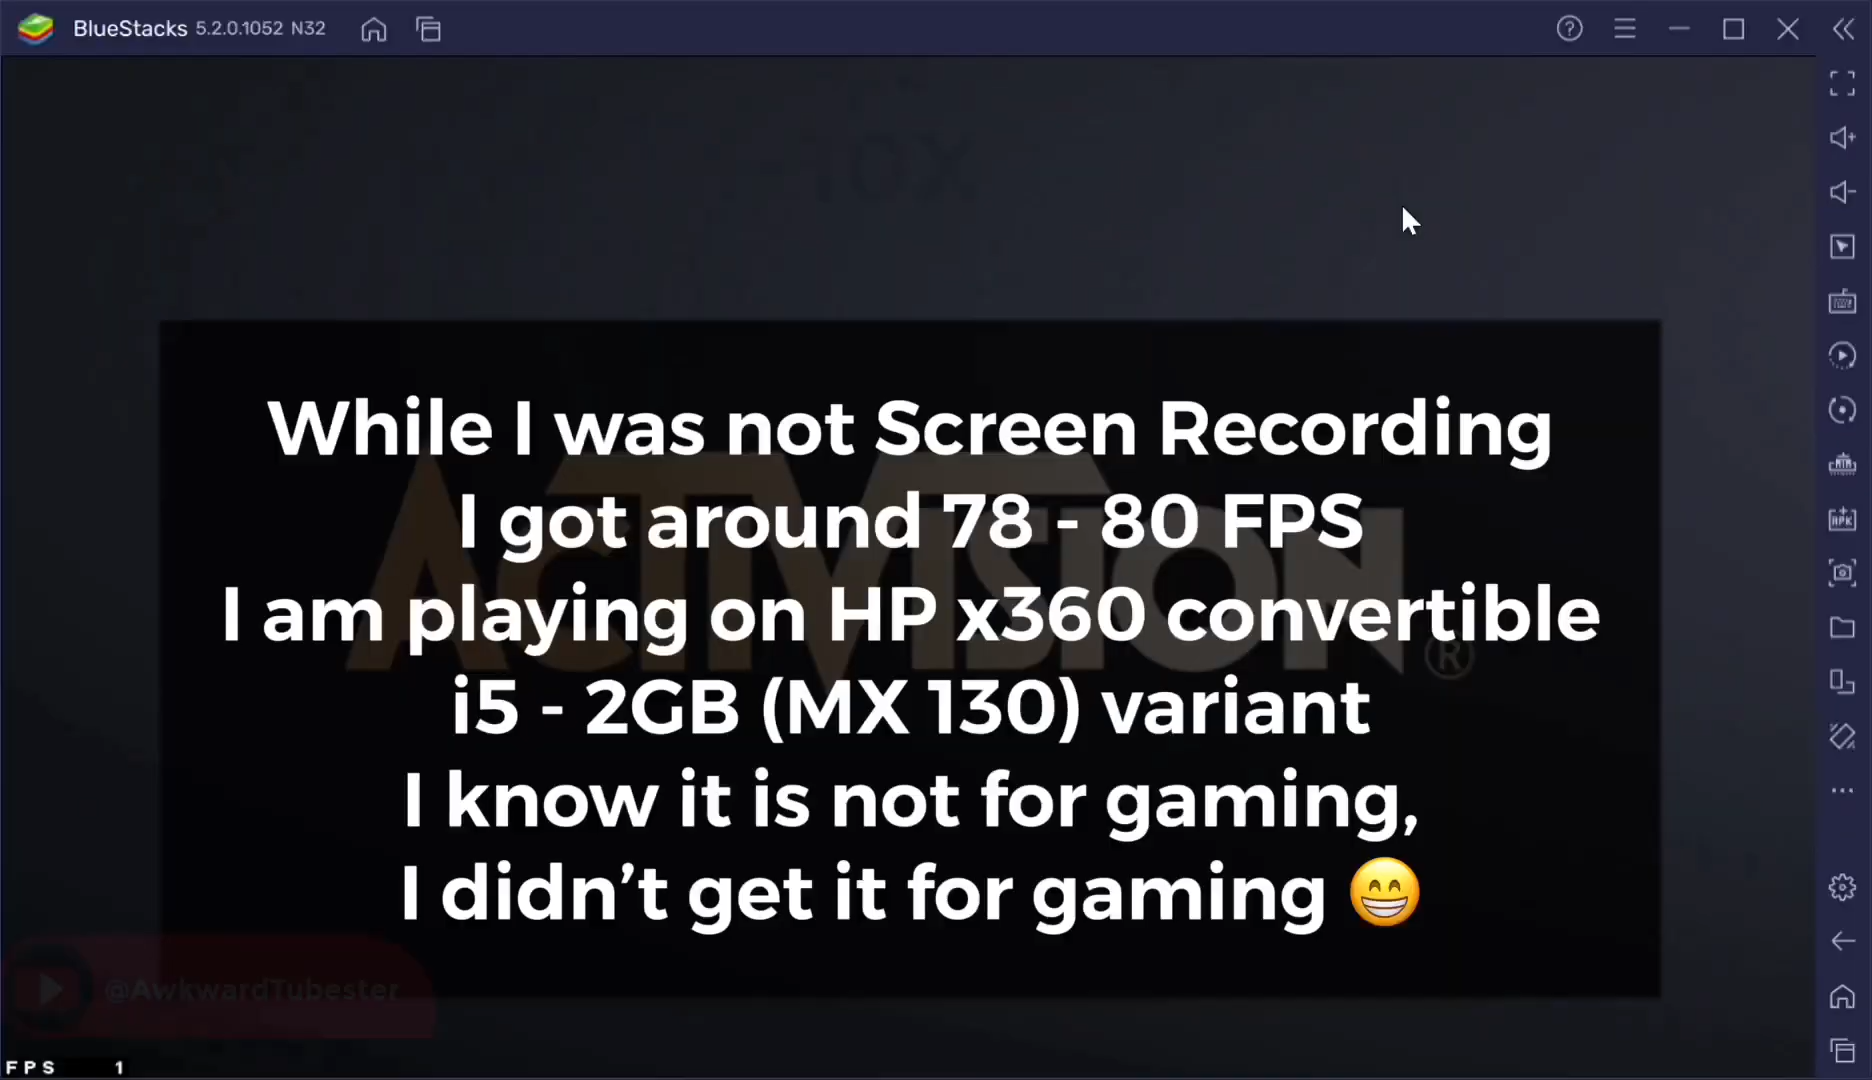 BlueStacks 5.2.0.1052 N32
10X
While I was not Screen Recording
I got around 78 - 80 FPS
ACTIVISION®
I am playing on HP x360 convertible
i5 - 2GB (MX 130) variant
I know it is not for gaming,
I didn’t get it for gaming 😁
@AwkwardTubester
FPS 1